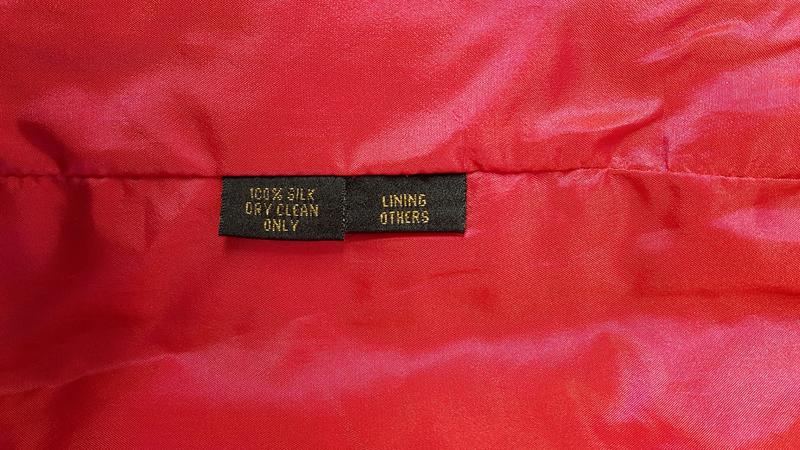 100% SILK
DRY CLEAN
ONLY
LINING
OTHERS